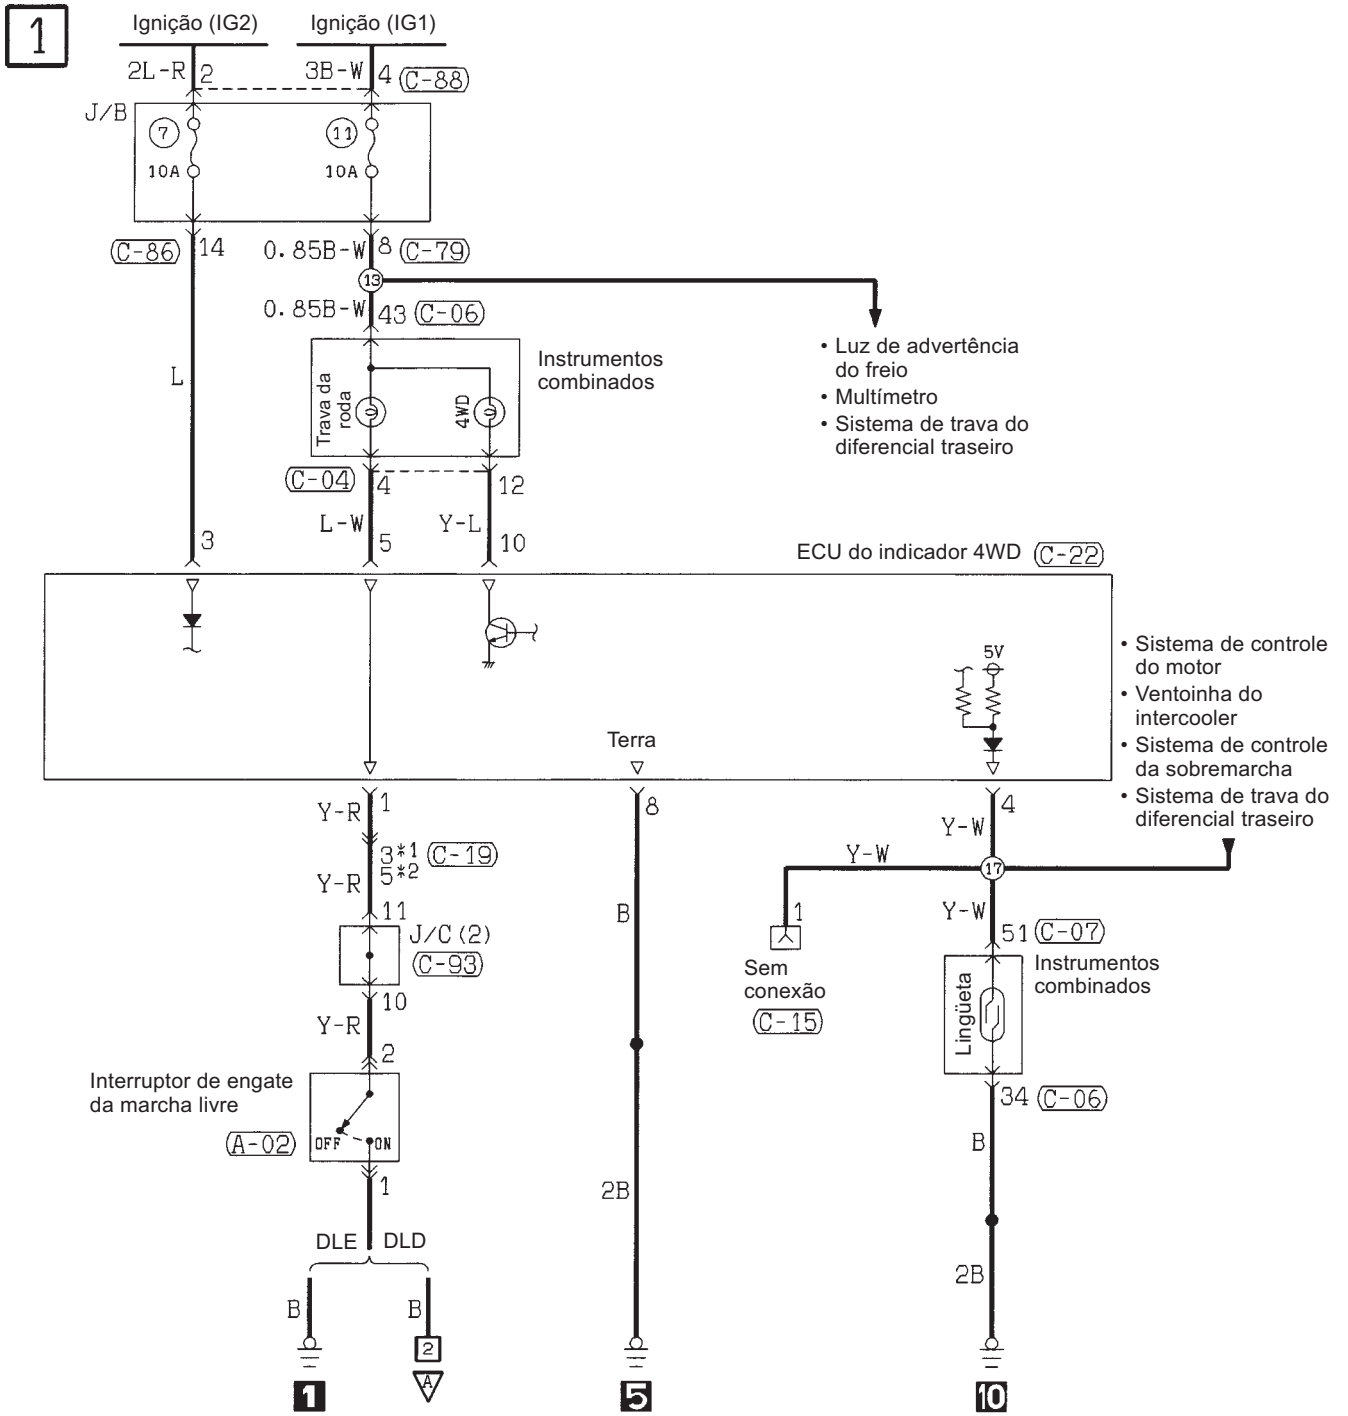 1
Ignição (IG2)
Ignição (IG1)
2L-R 2
3B-W 4 C-88
J/B
7
11
10A
10A
C-86 14
0.85B-W 8 C-79
13
0.85B-W 43 C-06
Instrumentos
combinados
• Luz de advertência
do freio
• Multímetro
• Sistema de trava do
diferencial traseiro
L
Trava da
roda
4WD
C-04 4
12
L-W
Y-L
3
5
10
ECU do indicador 4WD C-22
5V
• Sistema de controle
do motor
• Ventoinha do
intercooler
• Sistema de controle
da sobremarcha
• Sistema de trava do
diferencial traseiro
Terra
Y-R 1
8
4
Y-W
3*1 C-19
Y-R 5*2
Y-W
17
11
B
1
Y-W
J/C (2)
C-93
51 C-07
Sem
conexão
C-15
Lingüeta
Instrumentos
combinados
10
Y-R
2
Interruptor de engate
da marcha livre
A-02
OFF
ON
34 C-06
B
1
2B
DLE
DLD
2B
B
B
2
A
1
5
10